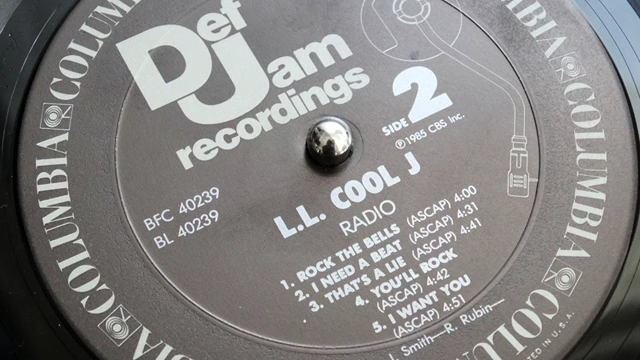 Def
Jam
recordings
SIDE 2
℗1985 CBS Inc.
BFC 40239
BL 40239
L.L. COOL J
RADIO
1. ROCK THE BELLS (ASCAP) 4:00
2. I NEED A BEAT (ASCAP) 4:31
3. THAT'S A LIE (ASCAP) 4:41
4. YOU'LL ROCK
(ASCAP) 4:42
5. I WANT YOU
(ASCAP) 4:51
Smith—R. Rubin—
COLUMBIA
COLUMBIA
COLUMBIA
COLUMBIA
IN U.S.A.